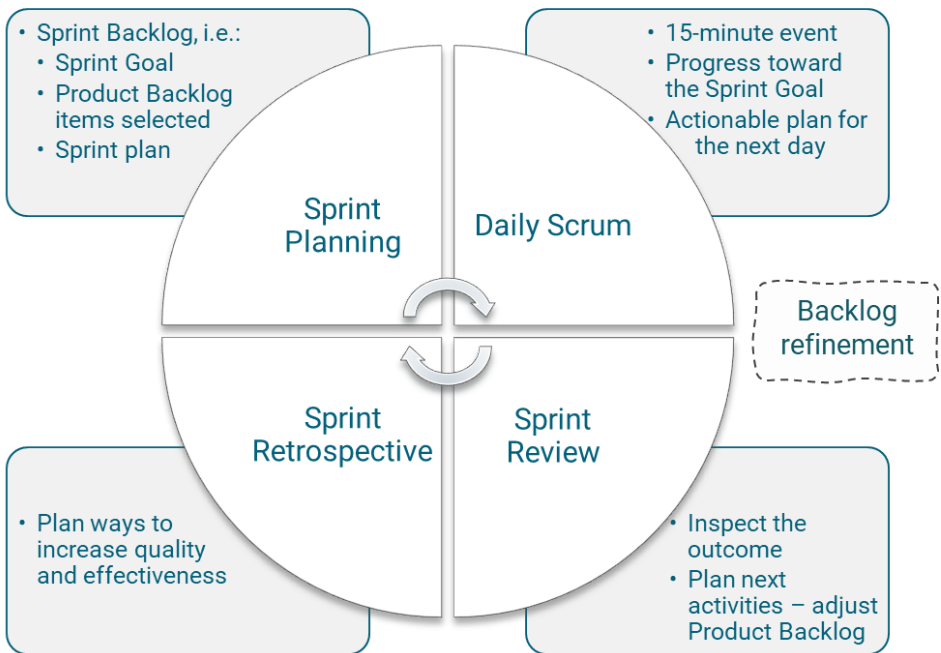 • Sprint Backlog, i.e.:
• Sprint Goal
• Product Backlog
items selected
• Sprint plan
• 15-minute event
• Progress toward
the Sprint Goal
• Actionable plan for
the next day
Sprint
Planning
Daily Scrum
Backlog
refinement
Sprint
Retrospective
Sprint
Review
• Plan ways to
increase quality
and effectiveness
• Inspect the
outcome
• Plan next
activities – adjust
Product Backlog